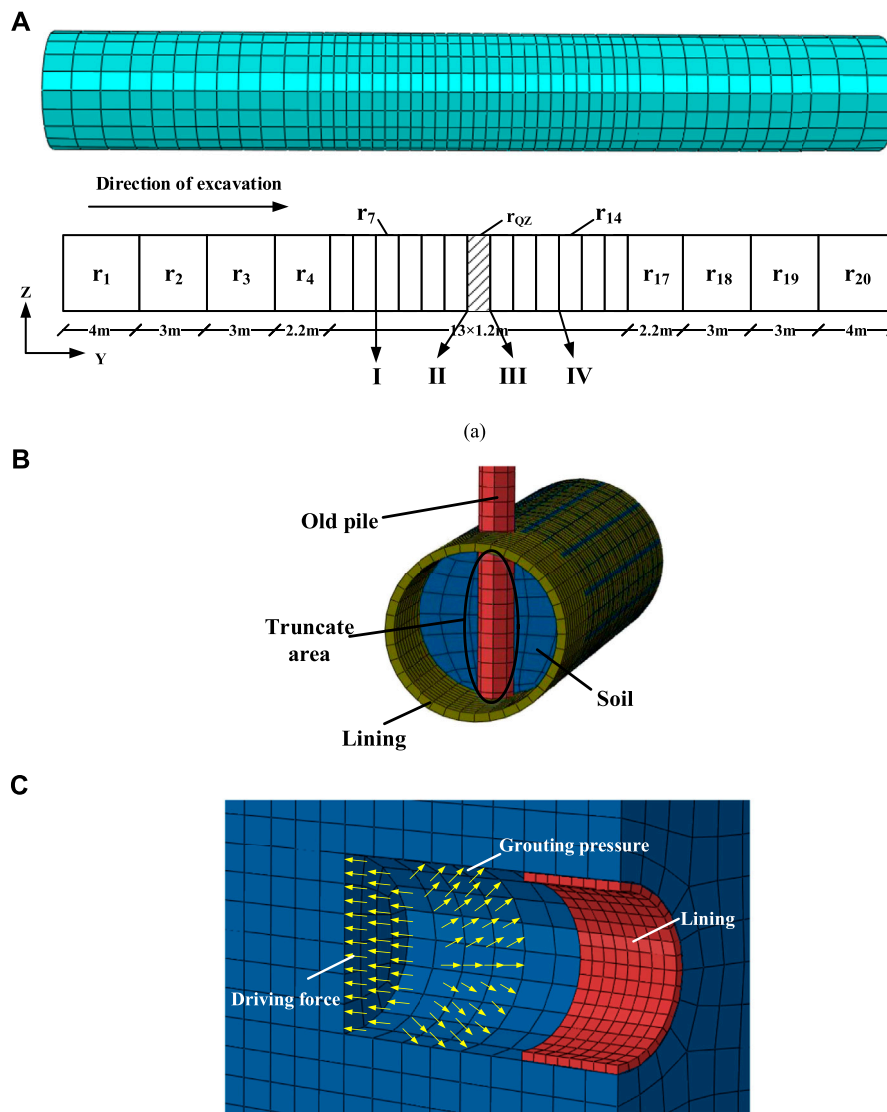 A
Direction of excavation
r7 rQZ r14
r1 r2 r3 r4 r17 r18 r19 r20
Z
4m 3m 3m 2.2m 13×1.2m 2.2m 3m 3m 4m
Y
I II III IV
(a)
B
Old pile
Truncate
area
Soil
Lining
C
Grouting pressure
Lining
Driving force